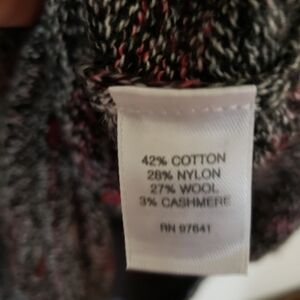 42% COTTON
28% NYLON
27% WOOL
3% CASHMERE
RN 97641